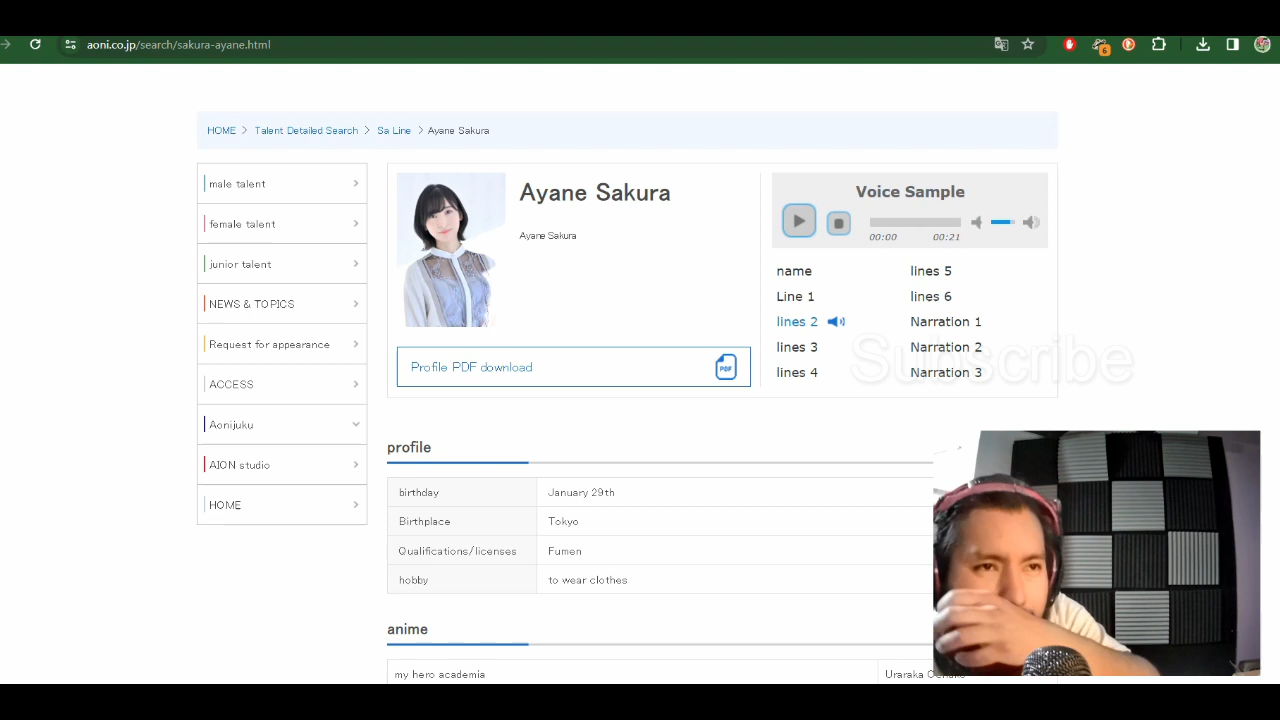 aoni.co.jp/search/sakura-ayane.html
6
HOME > Talent Detailed Search > Sa Line > Ayane Sakura
male talent
female talent
junior talent
NEWS & TOPICS
Request for appearance
ACCESS
Aonijuku
AION studio
HOME
Ayane Sakura
Ayane Sakura
Profile PDF download
PDF
Voice Sample
00:00 00:21
name
Line 1
lines 2
lines 3
lines 4
lines 5
lines 6
Narration 1
Narration 2
Narration 3
Subscribe
profile
birthday January 29th
Birthplace Tokyo
Qualifications/licenses Fumen
hobby to wear clothes
anime
my hero academia Uraraka